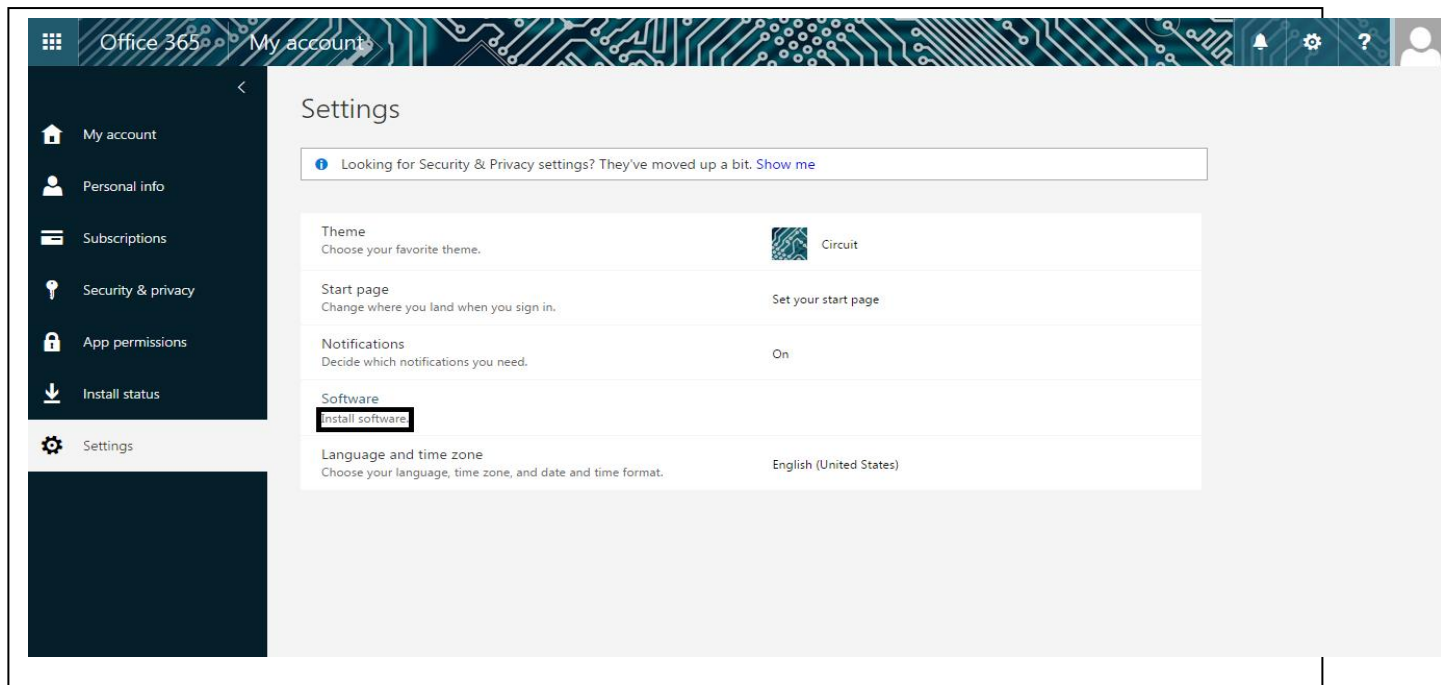 Office 365 My account
?
<
Settings
My account
Looking for Security & Privacy settings? They've moved up a bit. Show me
Personal info
Subscriptions
Theme
Choose your favorite theme.
Circuit
Security & privacy
Start page
Change where you land when you sign in.
Set your start page
App permissions
Notifications
Decide which notifications you need.
On
Install status
Software
Install software.
Settings
Language and time zone
Choose your language, time zone, and date and time format.
English (United States)